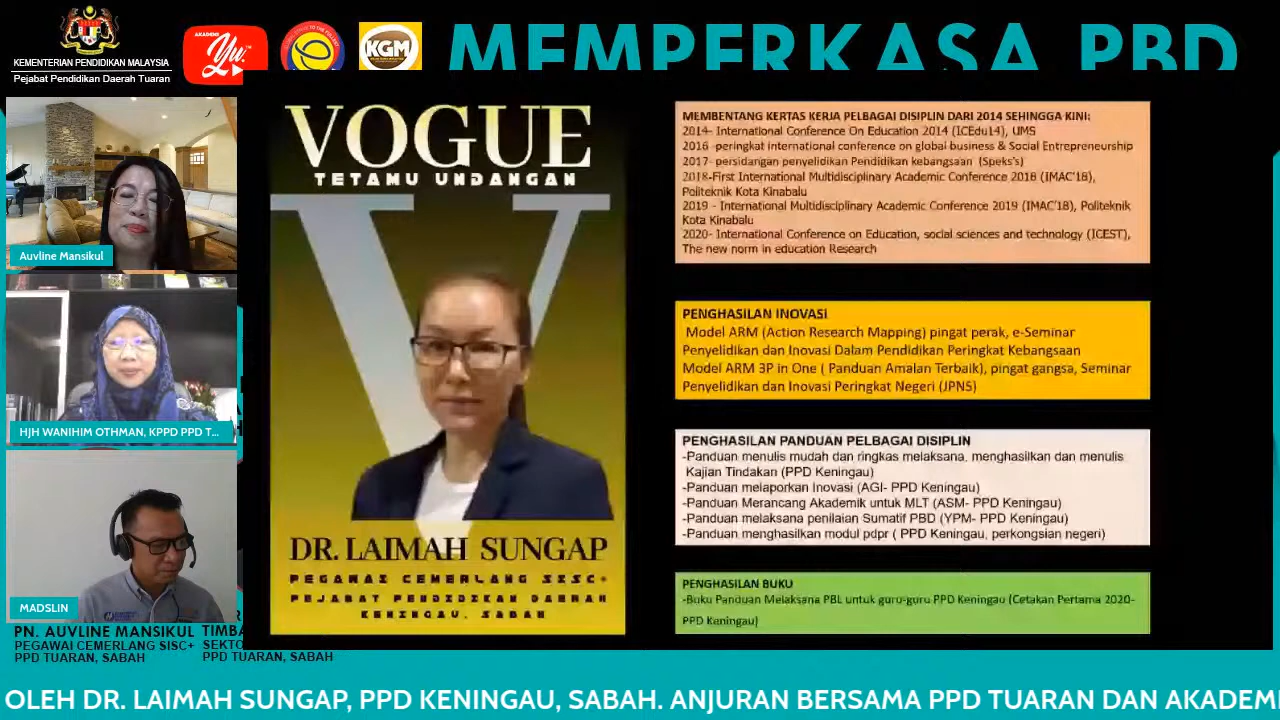 KEMENTERIAN PENDIDIKAN MALAYSIA
Pejabat Pendidikan Daerah Tuaran
AKADEMI
Yu.
KGM
MEMPERKASA PBD
Auvline Mansikul
HJH WANIHIM OTHMAN, KPPD PPD T...
MADSLIN
VOGUE
TETAMU UNDANGAN
DR. LAIMAH SUNGAP
PEGAWAI CEMERLANG SISC+
PEJABAT PENDIDIKAN DAERAH
KENINGAU, SABAH
MEMBENTANG KERTAS KERJA PELBAGAI DISIPLIN DARI 2014 SEHINGGA KINI:
2014- International Conference On Education 2014 (ICEdu14), UMS
2016 -peringkat international conference on global business & Social Entrepreneurship
2017- persidangan penyelidikan Pendidikan kebangsaan (Speks's)
2018-First International Multidisciplinary Academic Conference 2018 (IMAC'18),
Politeknik Kota Kinabalu
2019 - International Multidisciplinary Academic Conference 2019 (IMAC'18), Politeknik
Kota Kinabalu
2020- International Conference on Education, social sciences and technology (ICEST),
The new norm in education Research
PENGHASILAN INOVASI
Model ARM (Action Research Mapping) pingat perak, e-Seminar
Penyelidikan dan Inovasi Dalam Pendidikan Peringkat Kebangsaan
Model ARM 3P in One ( Panduan Amalan Terbaik), pingat gangsa, Seminar
Penyelidikan dan Inovasi Peringkat Negeri (JPNS)
PENGHASILAN PANDUAN PELBAGAI DISIPLIN
-Panduan menulis mudah dan ringkas melaksana, menghasilkan dan menulis
Kajian Tindakan (PPD Keningau)
-Panduan melaporkan Inovasi (AGI- PPD Keningau)
-Panduan Merancang Akademik untuk MLT (ASM- PPD Keningau)
-Panduan melaksana penilaian Sumatif PBD (YPM- PPD Keningau)
-Panduan menghasilkan modul pdpr ( PPD Keningau, perkongsian negeri)
PENGHASILAN BUKU
-Buku Panduan Melaksana PBL untuk guru-guru PPD Keningau (Cetakan Pertama 2020-
PPD Keningau)
PN. AUVLINE MANSIKUL
PEGAWAI CEMERLANG SISC+
PPD TUARAN, SABAH
TIMBA
SEKTO
PPD TUARAN, SABAH
OLEH DR. LAIMAH SUNGAP, PPD KENINGAU, SABAH. ANJURAN BERSAMA PPD TUARAN DAN AKADEM